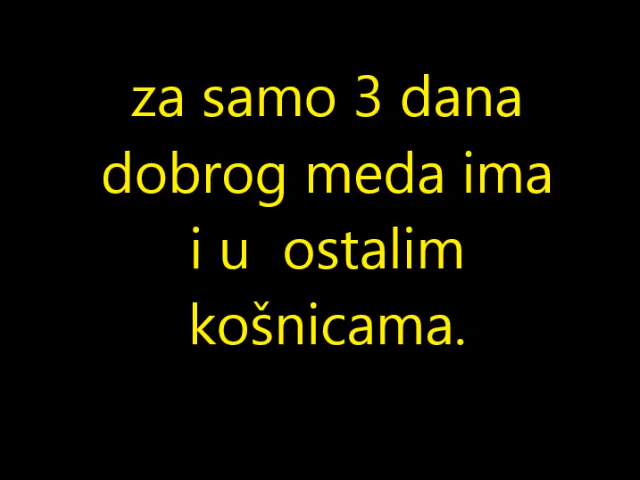 za samo 3 dana
dobrog meda ima
i u  ostalim
košnicama.